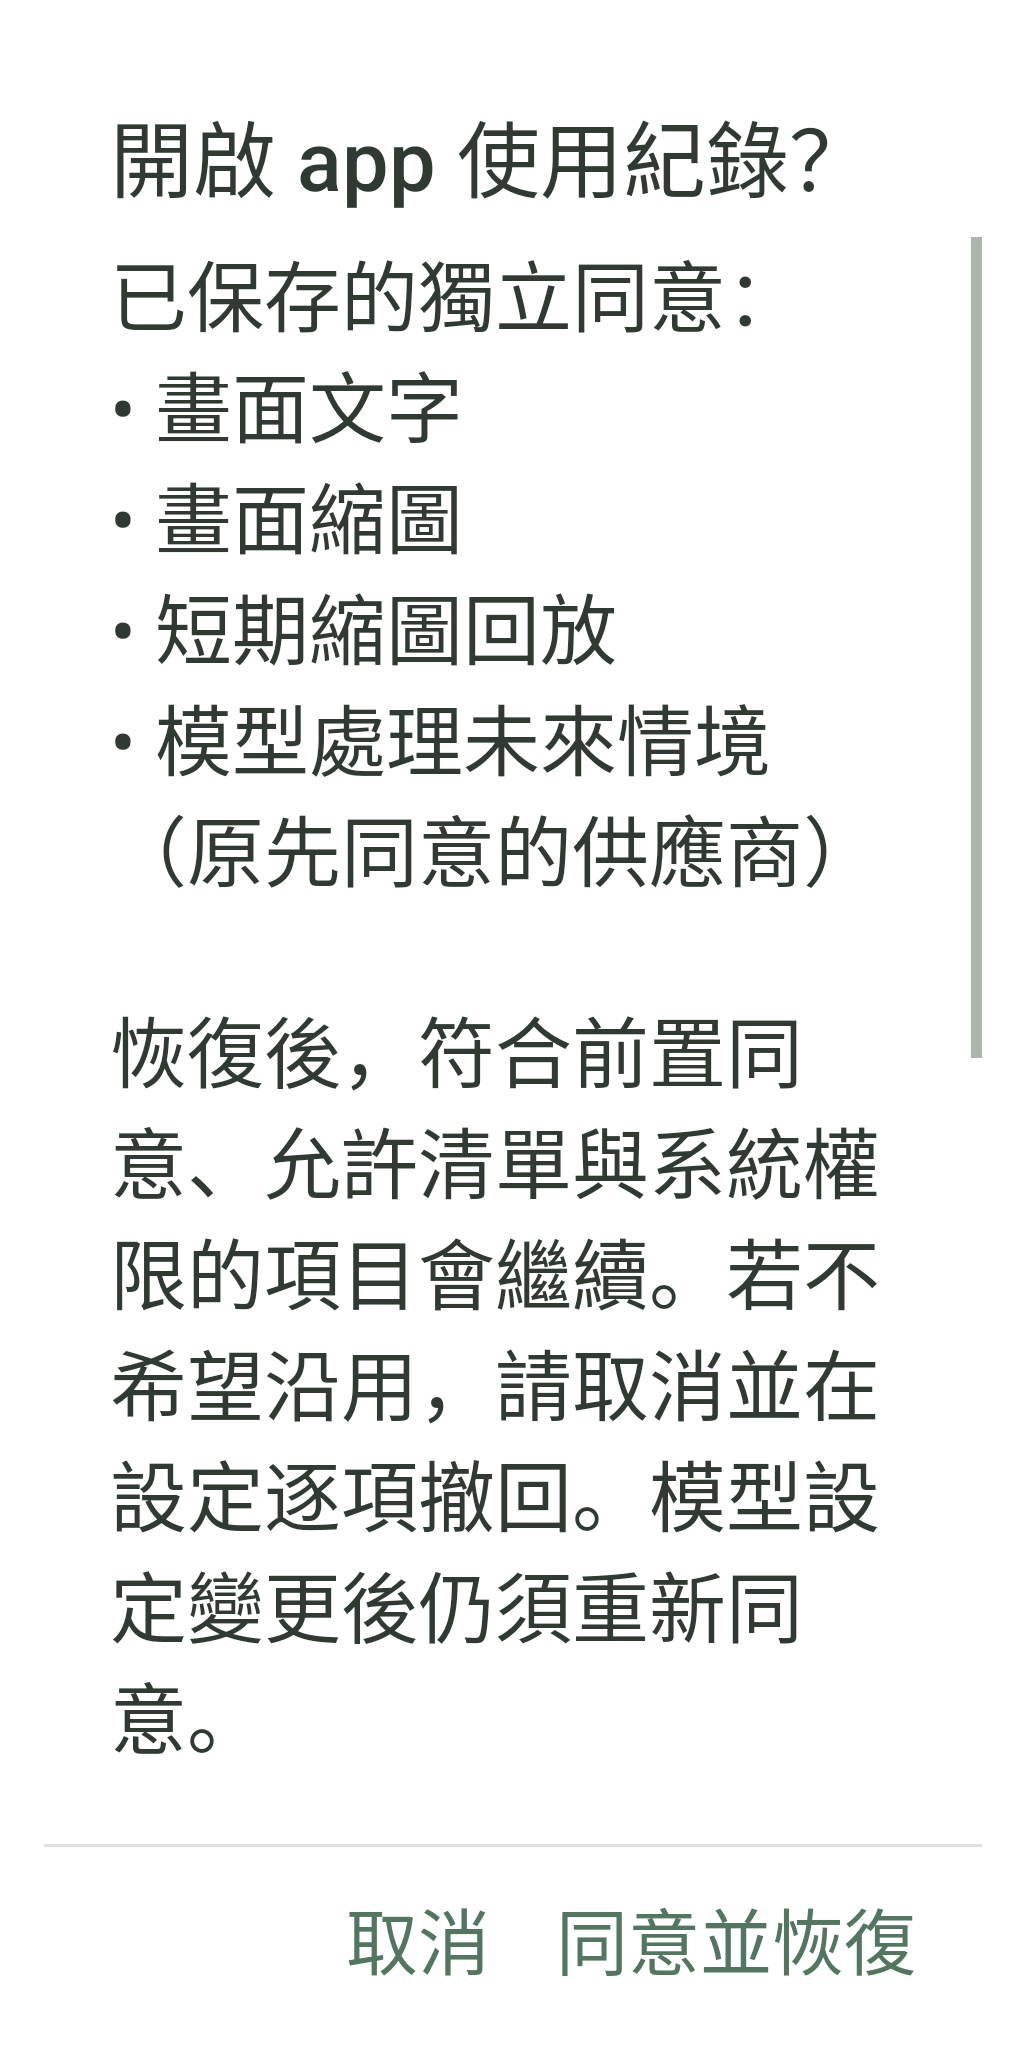 開啟 app 使用紀錄？
已保存的獨立同意：
• 畫面文字
• 畫面縮圖
• 短期縮圖回放
• 模型處理未來情境
（原先同意的供應商）
恢復後，符合前置同
意、允許清單與系統權
限的項目會繼續。若不
希望沿用，請取消並在
設定逐項撤回。模型設
定變更後仍須重新同
意。
取消 同意並恢復